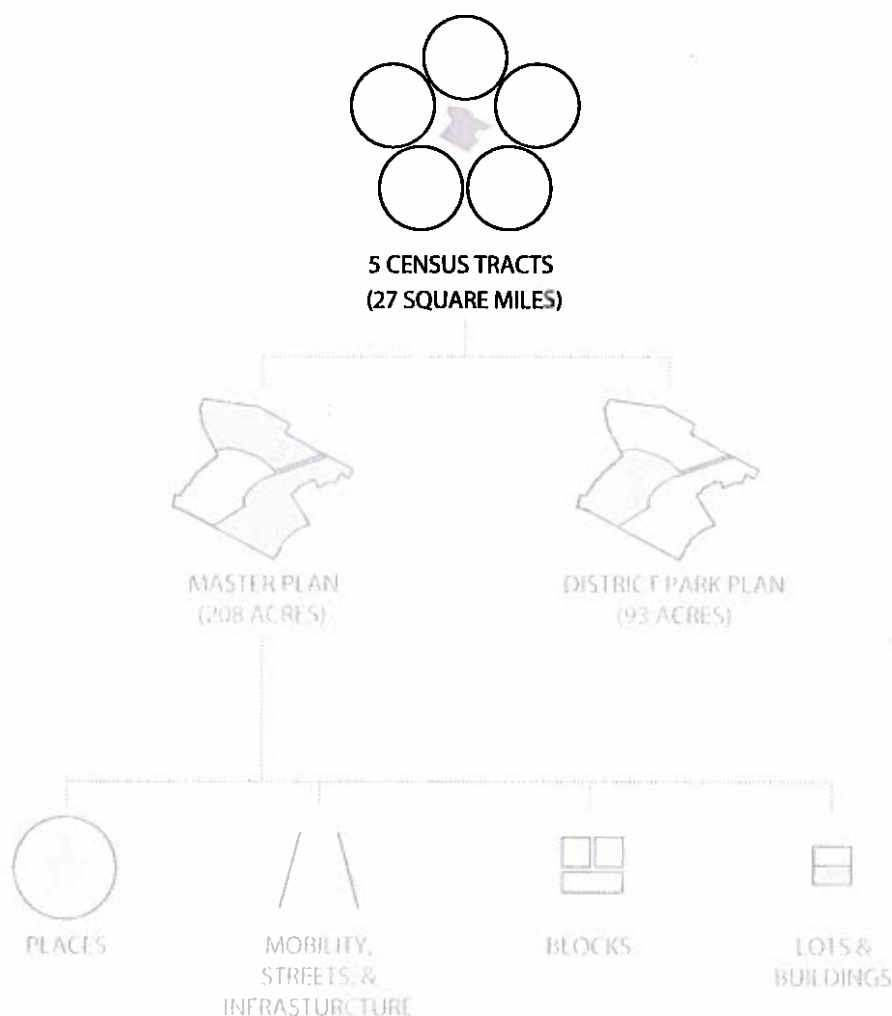 5 CENSUS TRACTS
(27 SQUARE MILES)
MASTER PLAN
(208 ACRES)
DISTRICT PARK PLAN
(93 ACRES)
PLACES
MOBILITY,
STREETS, &
INFRASTURCTURE
BLOCKS
LOTS &
BUILDINGS